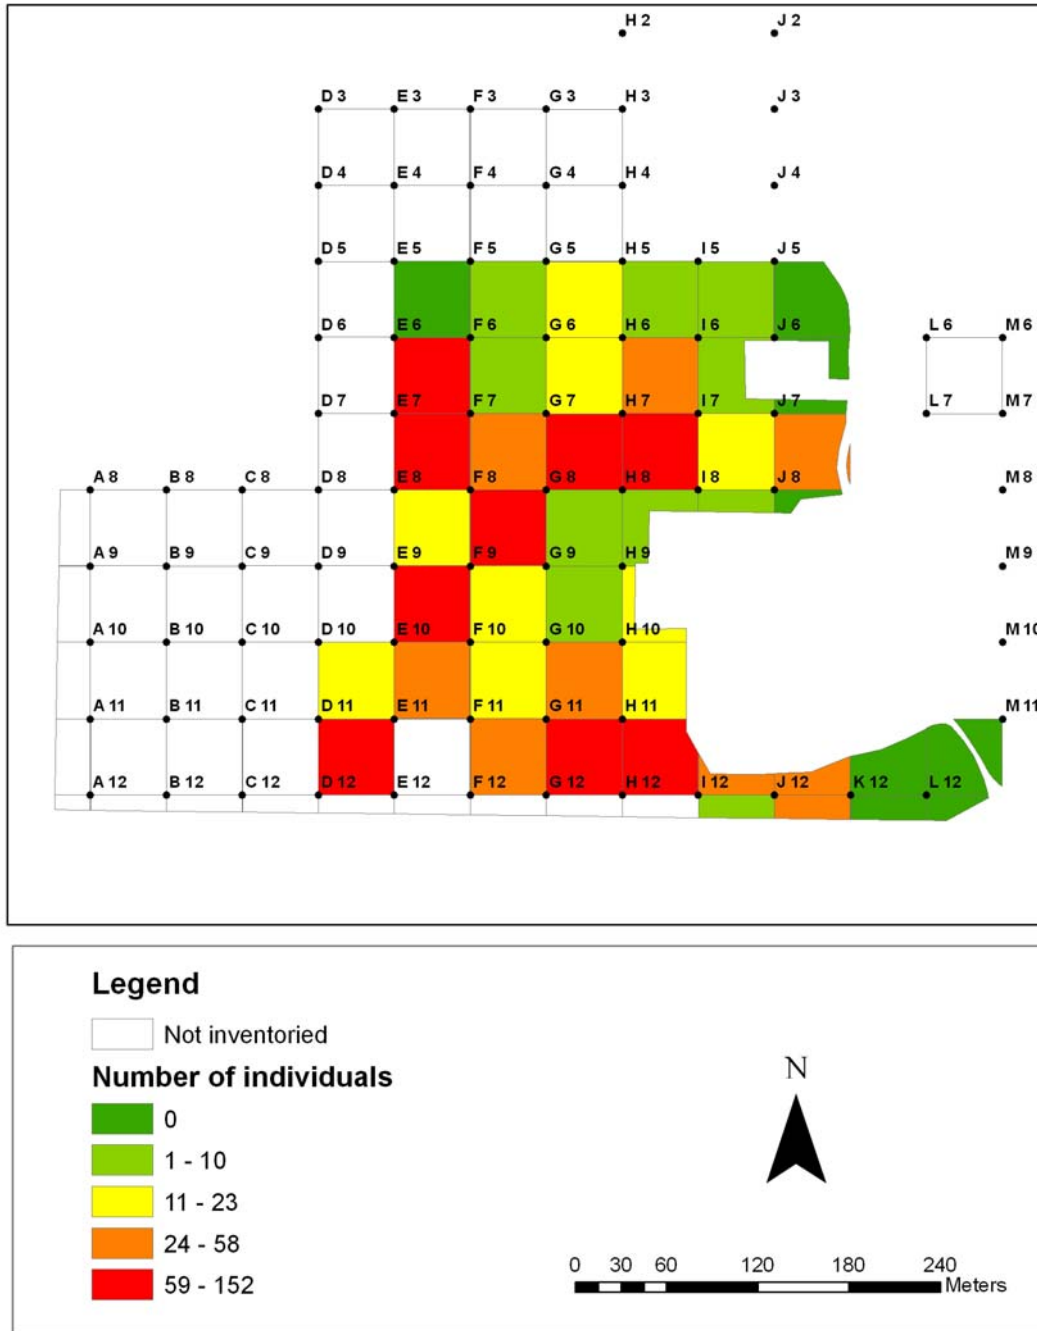 H 2 J 2
D 3 E 3 F 3 G 3 H 3 J 3
D 4 E 4 F 4 G 4 H 4 J 4
D 5 E 5 F 5 G 5 H 5 I 5 J 5
D 6 E 6 F 6 G 6 H 6 I 6 J 6 L 6 M 6
D 7 E 7 F 7 G 7 H 7 I 7 J 7 L 7 M 7
A 8 B 8 C 8 D 8 E 8 F 8 G 8 H 8 I 8 J 8 M 8
A 9 B 9 C 9 D 9 E 9 F 9 G 9 H 9 M 9
A 10 B 10 C 10 D 10 E 10 F 10 G 10 H 10 M 10
A 11 B 11 C 11 D 11 E 11 F 11 G 11 H 11 M 11
A 12 B 12 C 12 D 12 E 12 F 12 G 12 H 12 I 12 J 12 K 12 L 12
Legend
Not inventoried
Number of individuals
0
1 - 10
11 - 23
24 - 58
59 - 152
N
0 30 60 120 180 240
Meters